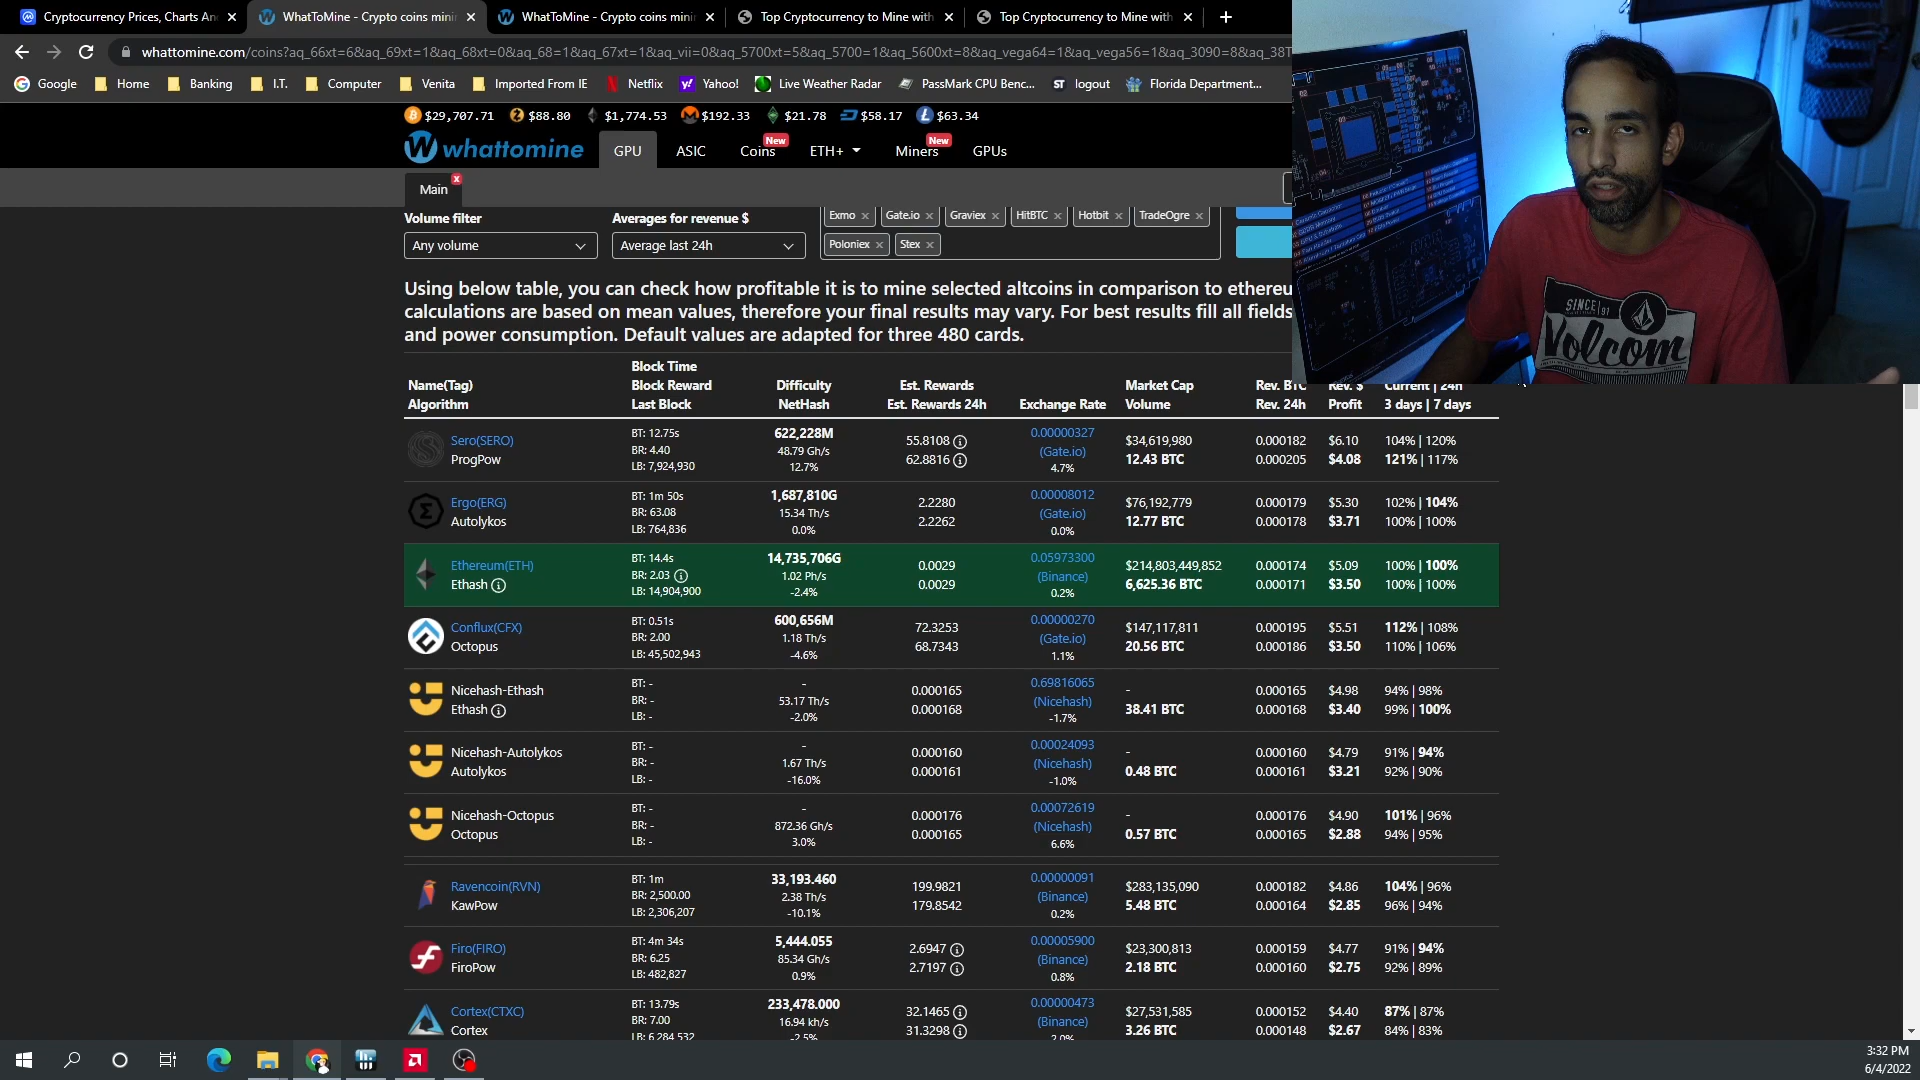 Cryptocurrency Prices, Charts An
WhatToMine - Crypto coins mini
WhatToMine - Crypto coins mini
Top Cryptocurrency to Mine with
Top Cryptocurrency to Mine with
whattomine.com/coins?aq_66xt=6&aq_69xt=1&aq_68xt=0&aq_68=1&aq_67xt=1&aq_vii=0&aq_5700xt=5&aq_5700=1&aq_5600xt=8&aq_vega64=1&aq_vega56=1&aq_3090=8&aq_38T
Google Home Banking I.T. Computer Venita Imported From IE Netflix Yahoo! Live Weather Radar PassMark CPU Benc... logout Florida Department...
$29,707.71 $88.80 $1,774.53 $192.33 $21.78 $58.17 $63.34
whattomine GPU ASIC Coins New ETH+ Miners New GPUs
Main
Volume filter Averages for revenue $
Any volume Average last 24h
Exmo Gate.io Graviex HitBTC Hotbit TradeOgre
Poloniex Stex
Using below table, you can check how profitable it is to mine selected altcoins in comparison to ethereu
calculations are based on mean values, therefore your final results may vary. For best results fill all fields
and power consumption. Default values are adapted for three 480 cards.
Block Time
Name(Tag) Block Reward Difficulty Est. Rewards Market Cap Rev. BTC Rev. $ Current | 24h
Algorithm Last Block NetHash Est. Rewards 24h Exchange Rate Volume Rev. 24h Profit 3 days | 7 days
Sero(SERO) BT: 12.75s 622,228M 55.8108 0.00000327 $34,619,980 0.000182 $6.10 104% | 120%
ProgPow BR: 4.40 48.79 Gh/s 62.8816 (Gate.io) 12.43 BTC 0.000205 $4.08 121% | 117%
LB: 7,924,930 12.7% 4.7%
Ergo(ERG) BT: 1m 50s 1,687,810G 2.2280 0.00008012 $76,192,779 0.000179 $5.30 102% | 104%
Autolykos BR: 63.08 15.34 Th/s 2.2262 (Gate.io) 12.77 BTC 0.000178 $3.71 100% | 100%
LB: 764,836 0.0% 0.0%
Ethereum(ETH) BT: 14.4s 14,735,706G 0.0029 0.05973300 $214,803,449,852 0.000174 $5.09 100% | 100%
Ethash BR: 2.03 1.02 Ph/s 0.0029 (Binance) 6,625.36 BTC 0.000171 $3.50 100% | 100%
LB: 14,904,900 -2.4% 0.2%
Conflux(CFX) BT: 0.51s 600,656M 72.3253 0.00000270 $147,117,811 0.000195 $5.51 112% | 108%
Octopus BR: 2.00 1.18 Th/s 68.7343 (Gate.io) 20.56 BTC 0.000186 $3.50 110% | 106%
LB: 45,502,943 -4.6% 1.1%
Nicehash-Ethash BT: - - 0.000165 0.69816065 - 0.000165 $4.98 94% | 98%
Ethash BR: - 53.17 Th/s 0.000168 (Nicehash) 38.41 BTC 0.000168 $3.40 99% | 100%
LB: - -2.0% -1.7%
Nicehash-Autolykos BT: - - 0.000160 0.00024093 - 0.000160 $4.79 91% | 94%
Autolykos BR: - 1.67 Th/s 0.000161 (Nicehash) 0.48 BTC 0.000161 $3.21 92% | 90%
LB: - -16.0% -1.0%
Nicehash-Octopus BT: - - 0.000176 0.00072619 - 0.000176 $4.90 101% | 96%
Octopus BR: - 872.36 Gh/s 0.000165 (Nicehash) 0.57 BTC 0.000165 $2.88 94% | 95%
LB: - 3.0% 6.6%
Ravencoin(RVN) BT: 1m 33,193.460 199.9821 0.00000091 $283,135,090 0.000182 $4.86 104% | 96%
KawPow BR: 2,500.00 2.38 Th/s 179.8542 (Binance) 5.48 BTC 0.000164 $2.85 96% | 94%
LB: 2,306,207 -10.1% 0.2%
Firo(FIRO) BT: 4m 34s 5,444.055 2.6947 0.00005900 $23,300,813 0.000159 $4.77 91% | 94%
FiroPow BR: 6.25 85.34 Gh/s 2.7197 (Binance) 2.18 BTC 0.000160 $2.75 92% | 89%
LB: 482,827 0.9% 0.8%
Cortex(CTXC) BT: 13.79s 233,478.000 32.1465 0.00000473 $27,531,585 0.000152 $4.40 87% | 87%
Cortex BR: 7.00 16.94 kh/s 31.3298 (Binance) 3.26 BTC 0.000148 $2.67 84% | 83%
LB: 6,284,532 -2.5% 2.0%
SINCE 91
Volcom
3:32 PM
6/4/2022